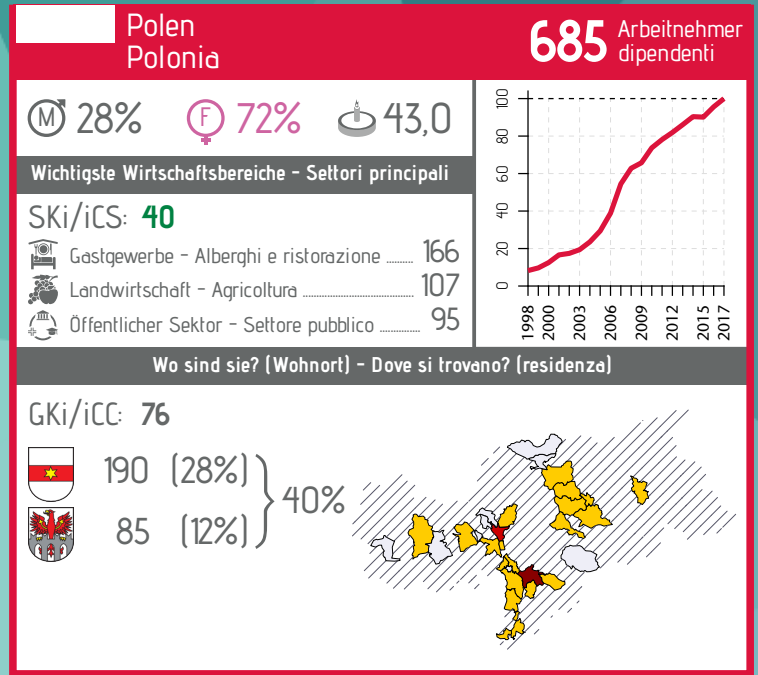 Polen
Polonia
685 Arbeitnehmer
dipendenti
M 28% F 72% 43,0
Wichtigste Wirtschaftsbereiche - Settori principali
SKi/iCS: 40
Gastgewerbe - Alberghi e ristorazione ........ 166
Landwirtschaft - Agricoltura ........ 107
Öffentlicher Sektor - Settore pubblico ........ 95
100
80
60
40
20
0
1998
2000
2003
2006
2009
2012
2015
2017
Wo sind sie? (Wohnort) - Dove si trovano? (residenza)
GKi/iCC: 76
190 (28%)
85 (12%)
40%